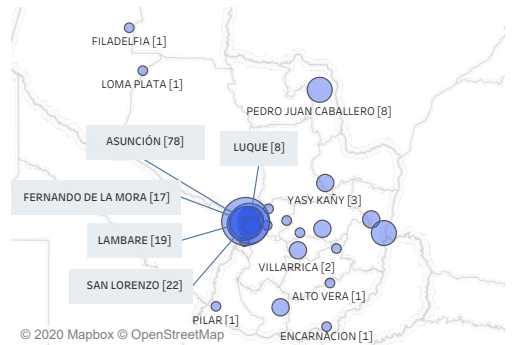 FILADELFIA [1]
LOMA PLATA [1]
PEDRO JUAN CABALLERO [8]
ASUNCIÓN [78]
LUQUE [8]
FERNANDO DE LA MORA [17]
YASY KAÑY [3]
LAMBARE [19]
VILLARRICA [2]
SAN LORENZO [22]
ALTO VERA [1]
PILAR [1]
ENCARNACION [1]
© 2020 Mapbox © OpenStreetMap